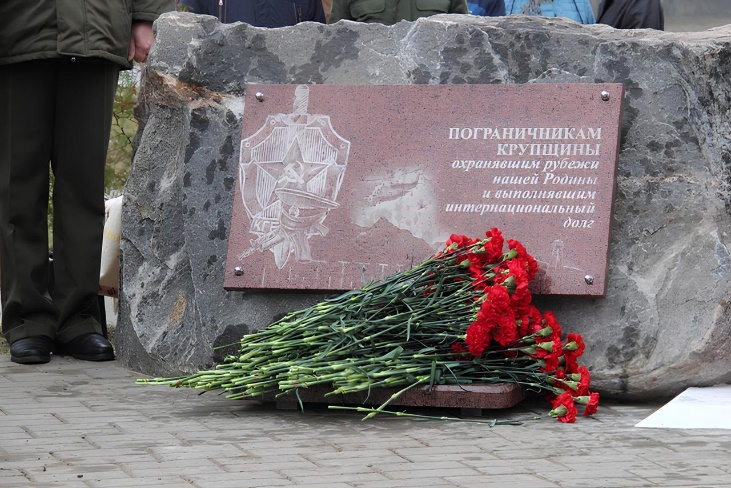 ПОГРАНИЧНИКАМ
КРУПЩИНЫ
охранявшим рубежи
нашей Родины
и выполнявшим
интернациональный
долг